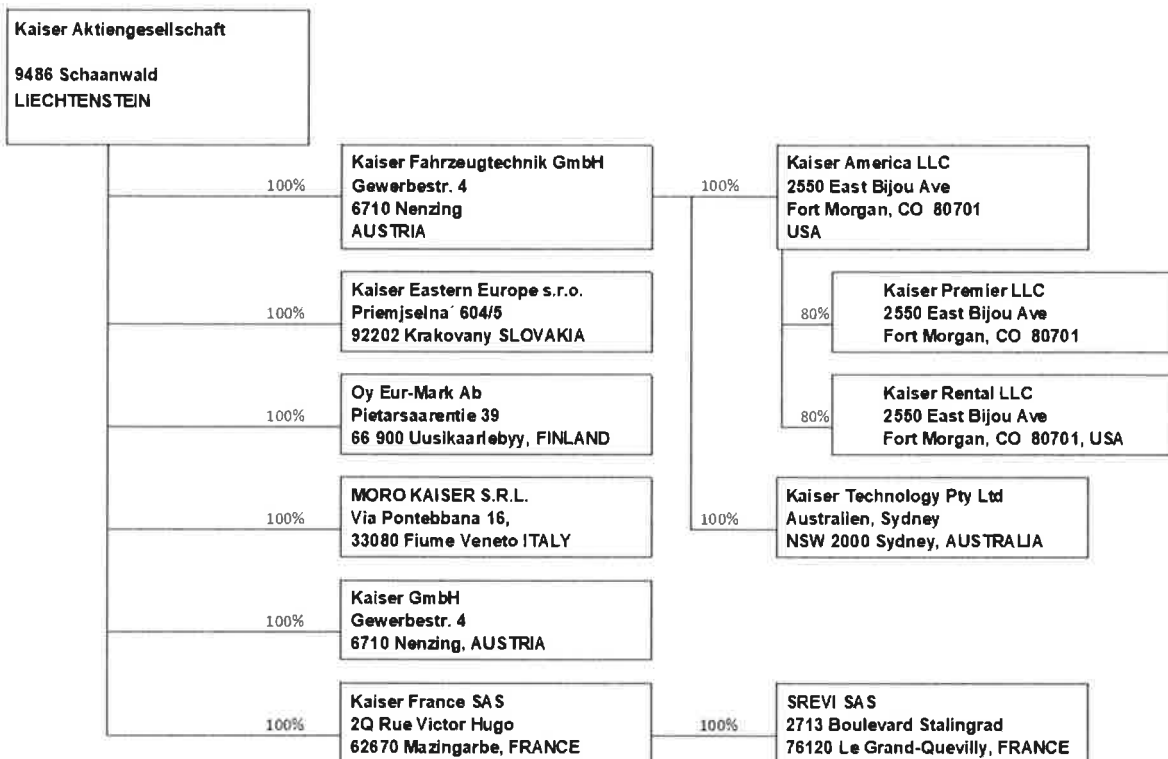 Kaiser Aktiengesellschaft
9486 Schaanwald
LIECHTENSTEIN
100%
Kaiser Fahrzeugtechnik GmbH
Gewerbestr. 4
6710 Nenzing
AUSTRIA
100%
Kaiser America LLC
2550 East Bijou Ave
Fort Morgan, CO 80701
USA
100%
Kaiser Eastern Europe s.r.o.
Priemjselna´ 604/5
92202 Krakovany SLOVAKIA
80%
Kaiser Premier LLC
2550 East Bijou Ave
Fort Morgan, CO 80701
100%
Oy Eur-Mark Ab
Pietarsaarentie 39
66 900 Uusikaarlebyy, FINLAND
80%
Kaiser Rental LLC
2550 East Bijou Ave
Fort Morgan, CO 80701, USA
100%
MORO KAISER S.R.L.
Via Pontebbana 16,
33080 Fiume Veneto ITALY
100%
Kaiser Technology Pty Ltd
Australien, Sydney
NSW 2000 Sydney, AUSTRALIA
100%
Kaiser GmbH
Gewerbestr. 4
6710 Nenzing, AUSTRIA
100%
Kaiser France SAS
2Q Rue Victor Hugo
62670 Mazingarbe, FRANCE
100%
SREVI SAS
2713 Boulevard Stalingrad
76120 Le Grand-Quevilly, FRANCE